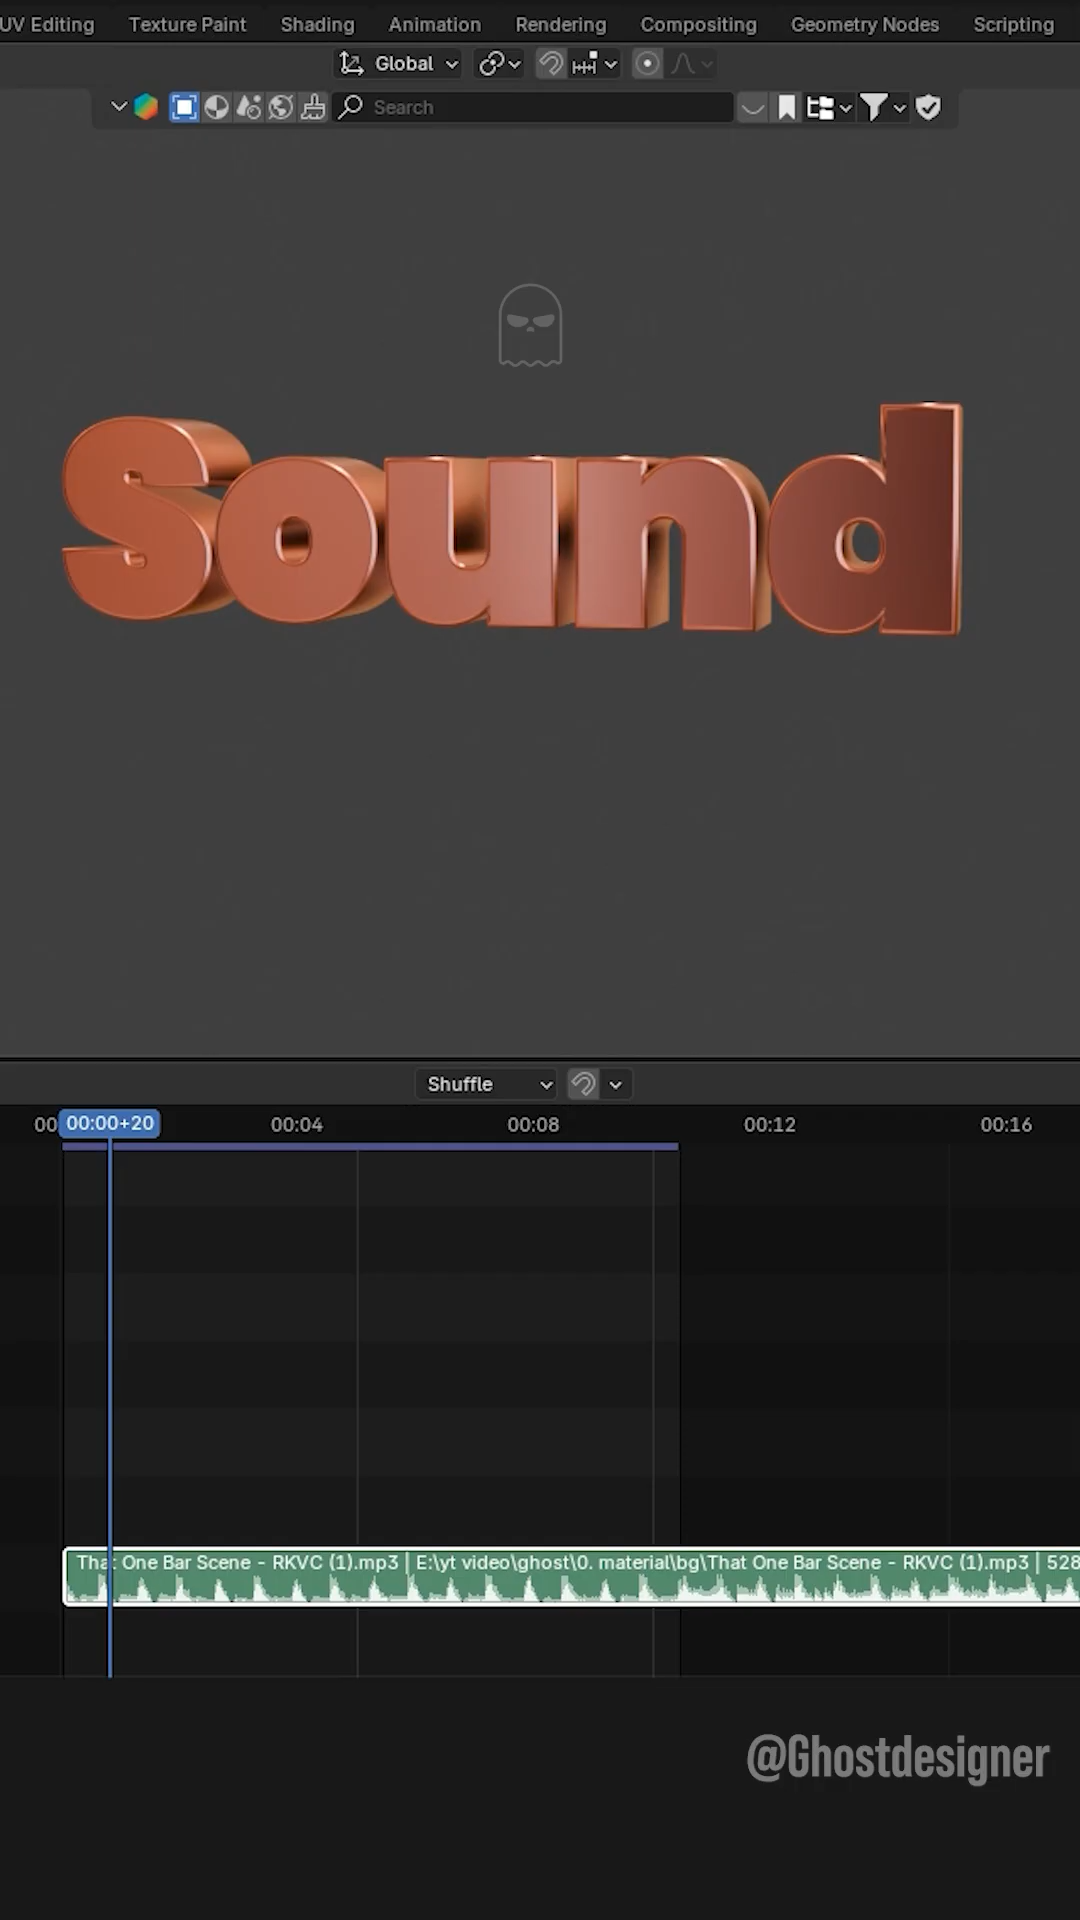 UV Editing Texture Paint Shading Animation Rendering Compositing Geometry Nodes Scripting
Global
Search
Sound
Shuffle
00 00:00+20 00:04 00:08 00:12 00:16
That One Bar Scene - RKVC (1).mp3 | E:\yt video\ghost\0. material\bg\That One Bar Scene - RKVC (1).mp3 | 528
@Ghostdesigner